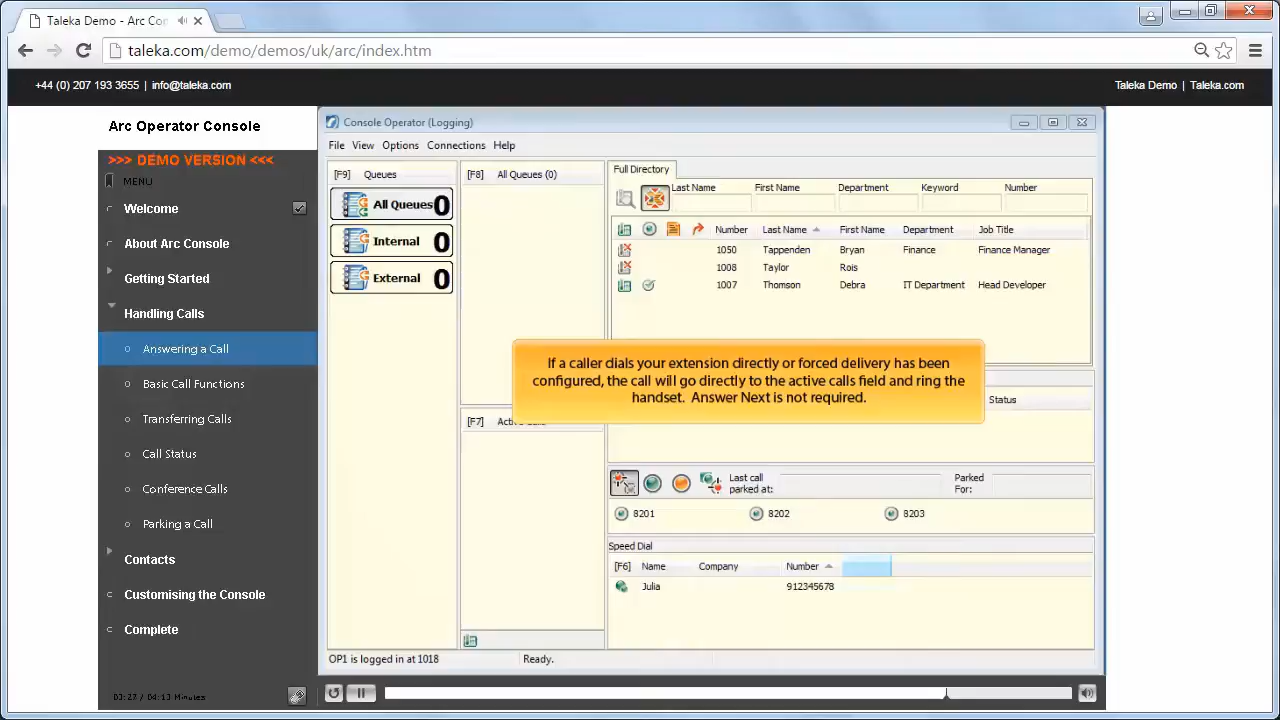 Taleka Demo - Arc Con
taleka.com/demo/demos/uk/arc/index.htm
+44 (0) 207 193 3655 | info@taleka.com
Taleka Demo | Taleka.com
Arc Operator Console
>>> DEMO VERSION <<<
MENU
Welcome
About Arc Console
Getting Started
Handling Calls
Answering a Call
Basic Call Functions
Transferring Calls
Call Status
Conference Calls
Parking a Call
Contacts
Customising the Console
Complete
03:27 / 04:13 Minutes
Console Operator (Logging)
File View Options Connections Help
[F9] Queues
All Queues 0
Internal 0
External 0
[F8] All Queues (0)
[F7]
Full Directory
Last Name First Name Department Keyword Number
Number Last Name First Name Department Job Title
1050 Tappenden Bryan Finance Finance Manager
1008 Taylor Rois
1007 Thomson Debra IT Department Head Developer
If a caller dials your extension directly or forced delivery has been
configured, the call will go directly to the active calls field and ring the
handset. Answer Next is not required.
Status
Last call
parked at:
Parked
For:
8201 8202 8203
Speed Dial
[F6] Name Company Number
Julia 912345678
OP1 is logged in at 1018 Ready.